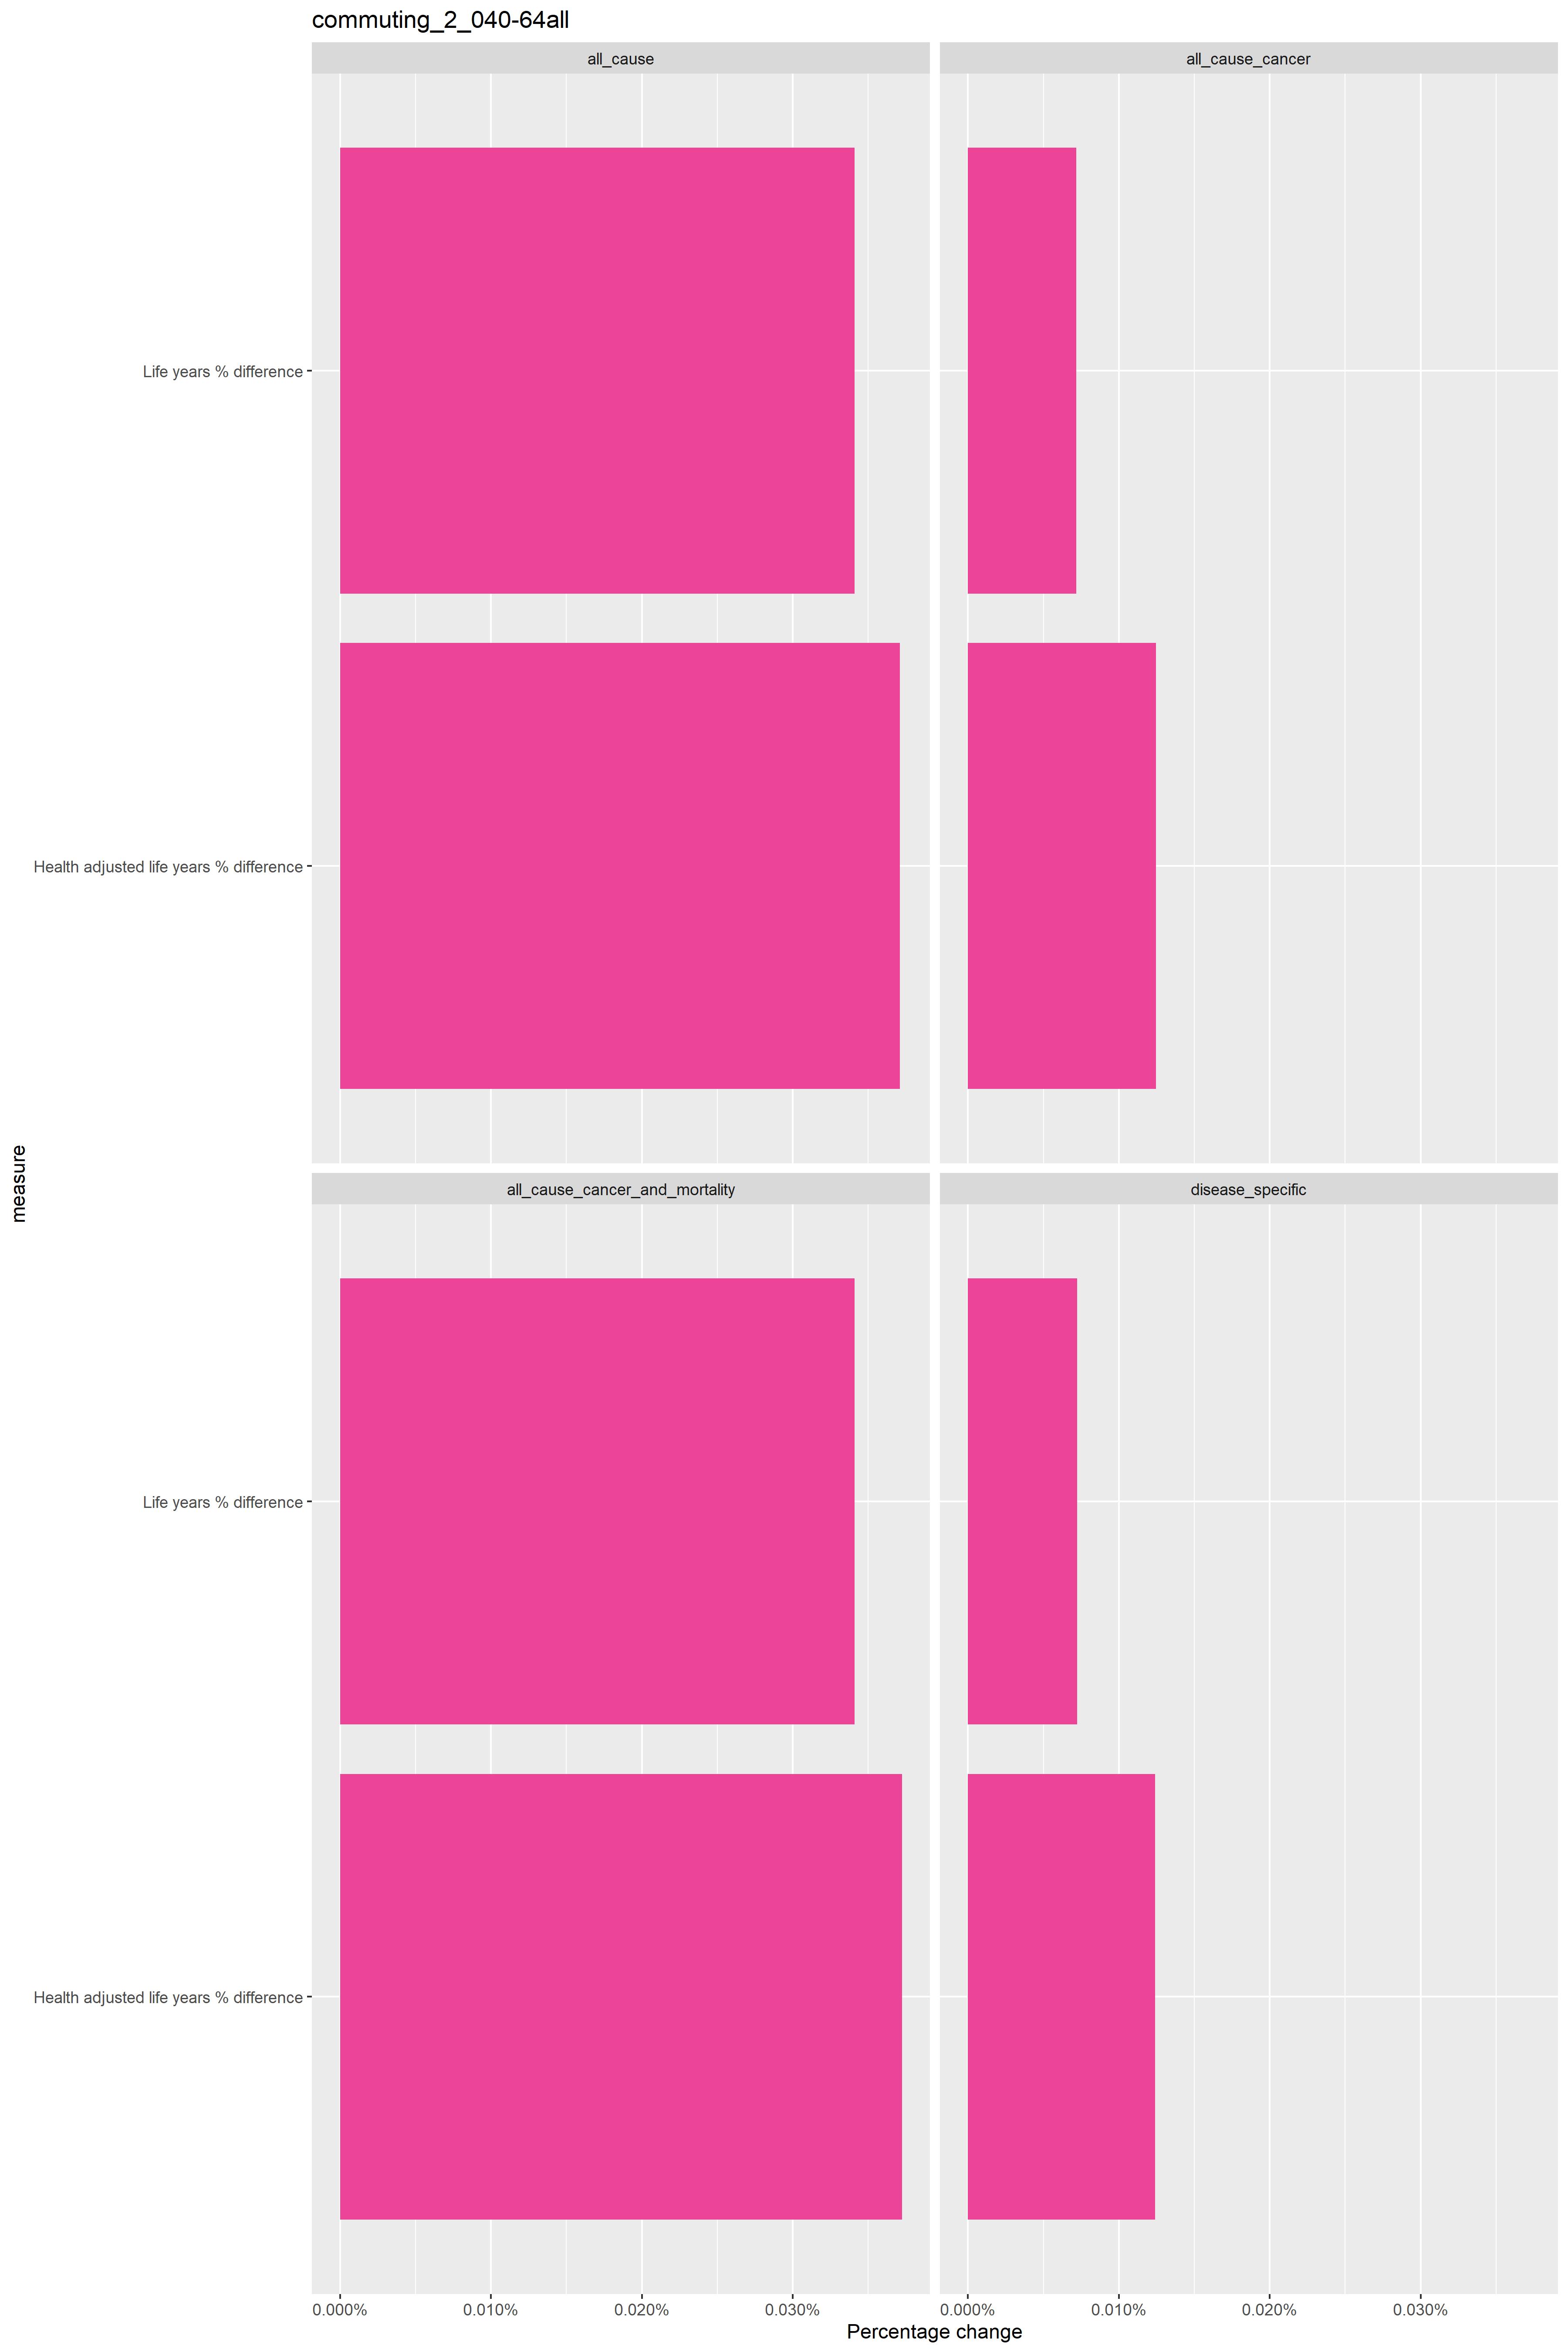 commuting_2_040-64all
all_cause
all_cause_cancer
Life years % difference
Health adjusted life years % difference
measure
all_cause_cancer_and_mortality
disease_specific
Life years % difference
Health adjusted life years % difference
0.000%
0.010%
0.020%
0.030%
0.000%
0.010%
0.020%
0.030%
Percentage change